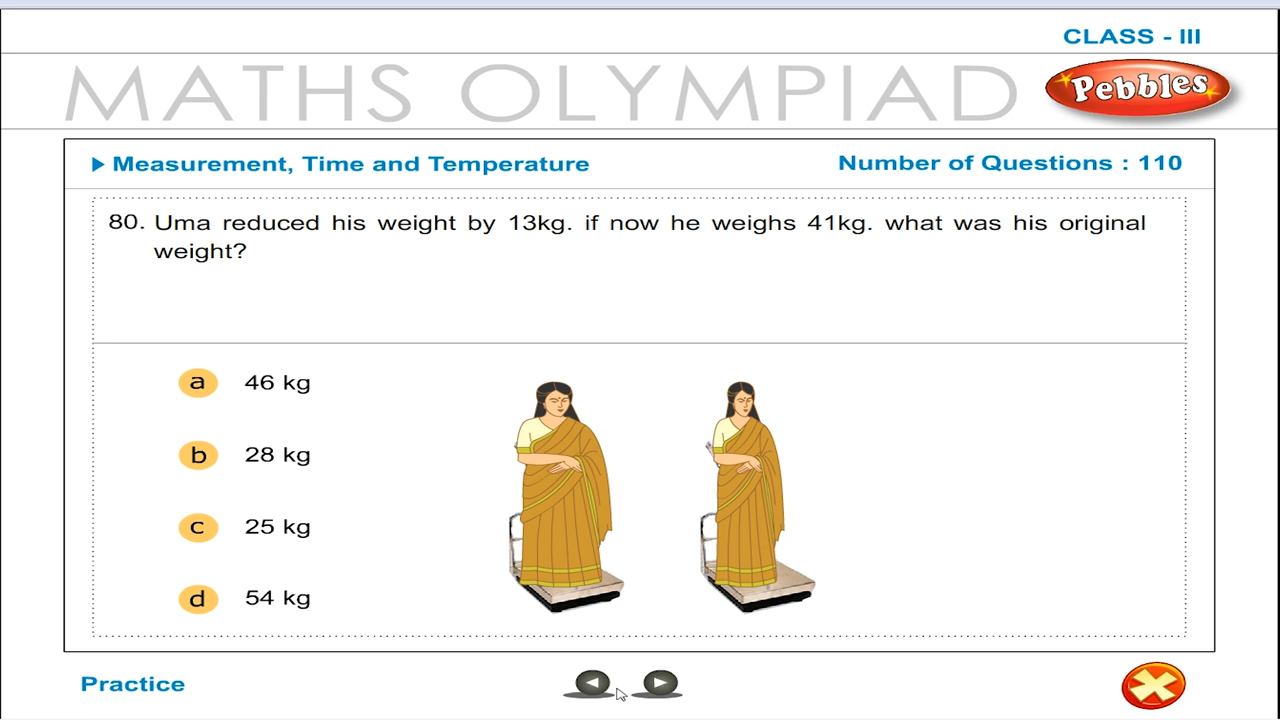 CLASS - III
MATHS OLYMPIAD
Pebbles
Measurement, Time and Temperature
Number of Questions : 110
80. Uma reduced his weight by 13kg. if now he weighs 41kg. what was his original
weight?
a 46 kg
b 28 kg
c 25 kg
d 54 kg
Practice